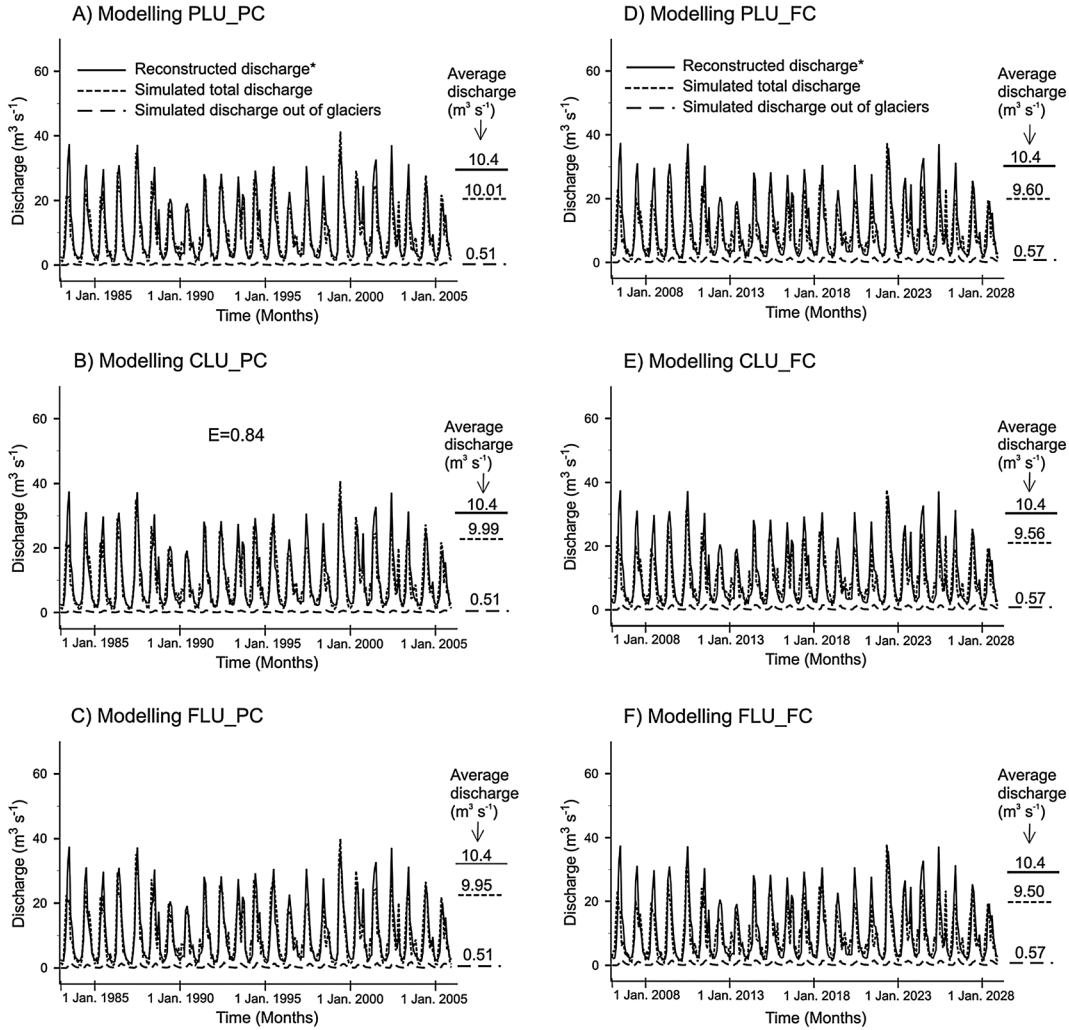 A) Modelling PLU_PC
Reconstructed discharge*
Simulated total discharge
Simulated discharge out of glaciers
Average
discharge
(m³ s⁻¹)
10.4
10.01
0.51
60
40
20
0
Discharge (m³ s⁻¹)
1 Jan. 1985
1 Jan. 1990
1 Jan. 1995
1 Jan. 2000
1 Jan. 2005
Time (Months)
D) Modelling PLU_FC
Reconstructed discharge*
Simulated total discharge
Simulated discharge out of glaciers
Average
discharge
(m³ s⁻¹)
10.4
9.60
0.57
60
40
20
0
Discharge (m³ s⁻¹)
1 Jan. 2008
1 Jan. 2013
1 Jan. 2018
1 Jan. 2023
1 Jan. 2028
Time (Months)
B) Modelling CLU_PC
E=0.84
Average
discharge
(m³ s⁻¹)
10.4
9.99
0.51
60
40
20
0
Discharge (m³ s⁻¹)
1 Jan. 1985
1 Jan. 1990
1 Jan. 1995
1 Jan. 2000
1 Jan. 2005
Time (Months)
E) Modelling CLU_FC
Average
discharge
(m³ s⁻¹)
10.4
9.56
0.57
60
40
20
0
Discharge (m³ s⁻¹)
1 Jan. 2008
1 Jan. 2013
1 Jan. 2018
1 Jan. 2023
1 Jan. 2028
Time (Months)
C) Modelling FLU_PC
Average
discharge
(m³ s⁻¹)
10.4
9.95
0.51
60
40
20
0
Discharge (m³ s⁻¹)
1 Jan. 1985
1 Jan. 1990
1 Jan. 1995
1 Jan. 2000
1 Jan. 2005
Time (Months)
F) Modelling FLU_FC
Average
discharge
(m³ s⁻¹)
10.4
9.50
0.57
60
40
20
0
Discharge (m³ s⁻¹)
1 Jan. 2008
1 Jan. 2013
1 Jan. 2018
1 Jan. 2023
1 Jan. 2028
Time (Months)